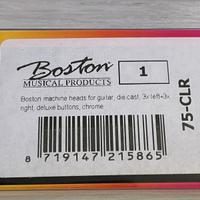 Boston
MUSICAL PRODUCTS
1
Boston machine heads for guitar, die cast, 3x left+3x
right, deluxe buttons, chrome
8 719147 215865
75-CLR